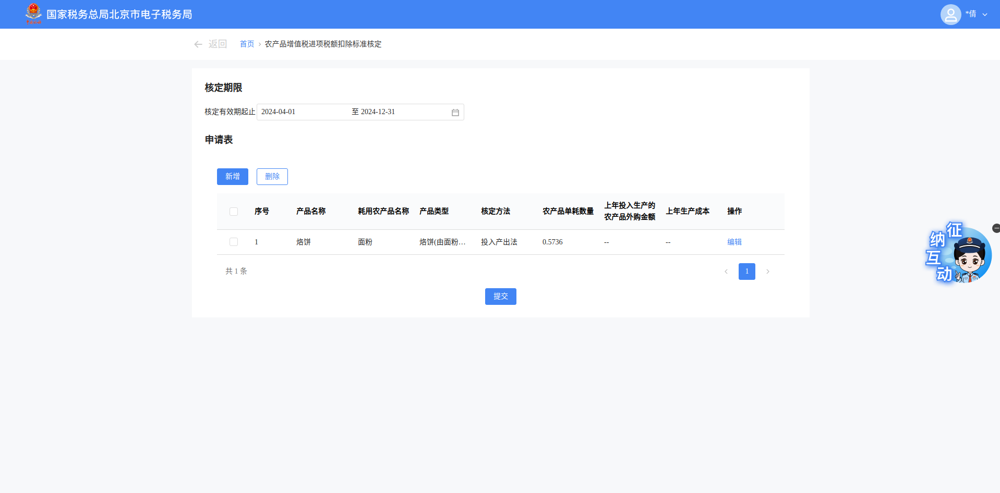 国家税务总局北京市电子税务局
*倩
返回 首页 › 农产品增值税进项税额扣除标准核定
核定期限
核定有效期起止 2024-04-01 至 2024-12-31
申请表
新增 删除
序号 产品名称 耗用农产品名称 产品类型 核定方法 农产品单耗数量 上年投入生产的农产品外购金额 上年生产成本 操作
1 烙饼 面粉 烙饼(由面粉… 投入产出法 0.5736 -- -- 编辑
共 1 条
1
提交
征
纳
互
动